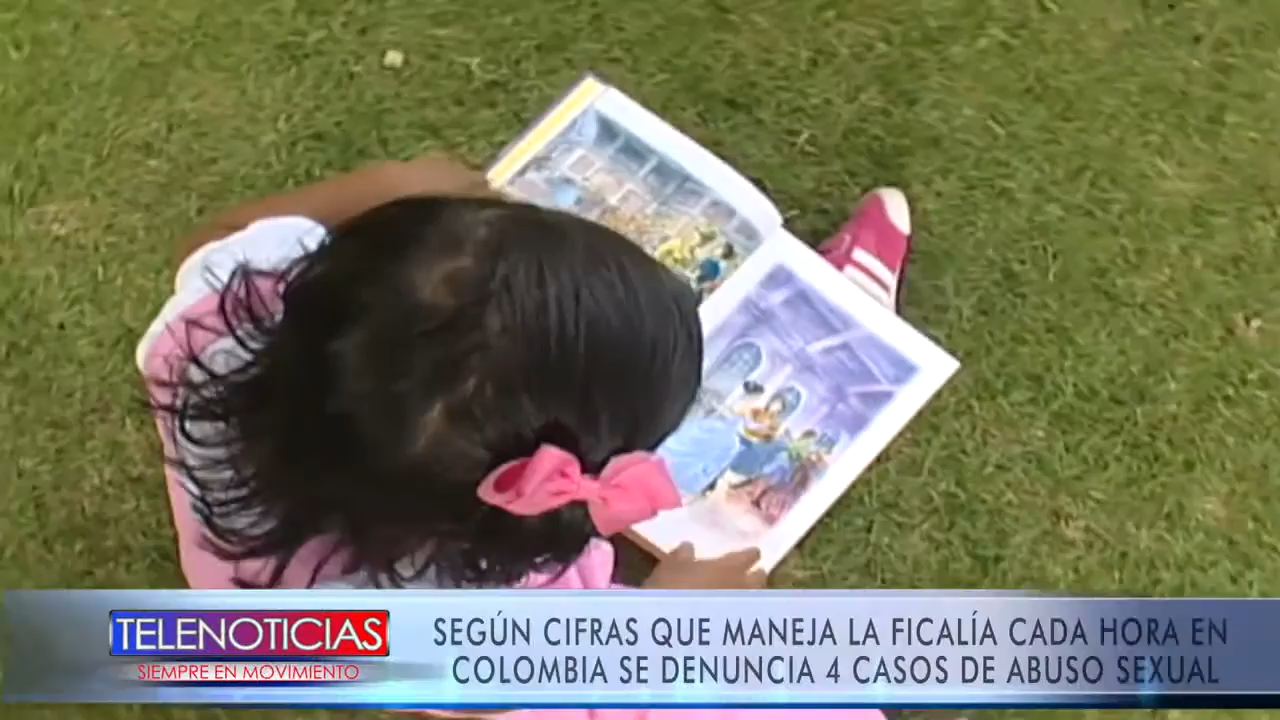 TELENOTICIAS
SIEMPRE EN MOVIMIENTO
SEGÚN CIFRAS QUE MANEJA LA FICALÍA CADA HORA EN
COLOMBIA SE DENUNCIA 4 CASOS DE ABUSO SEXUAL